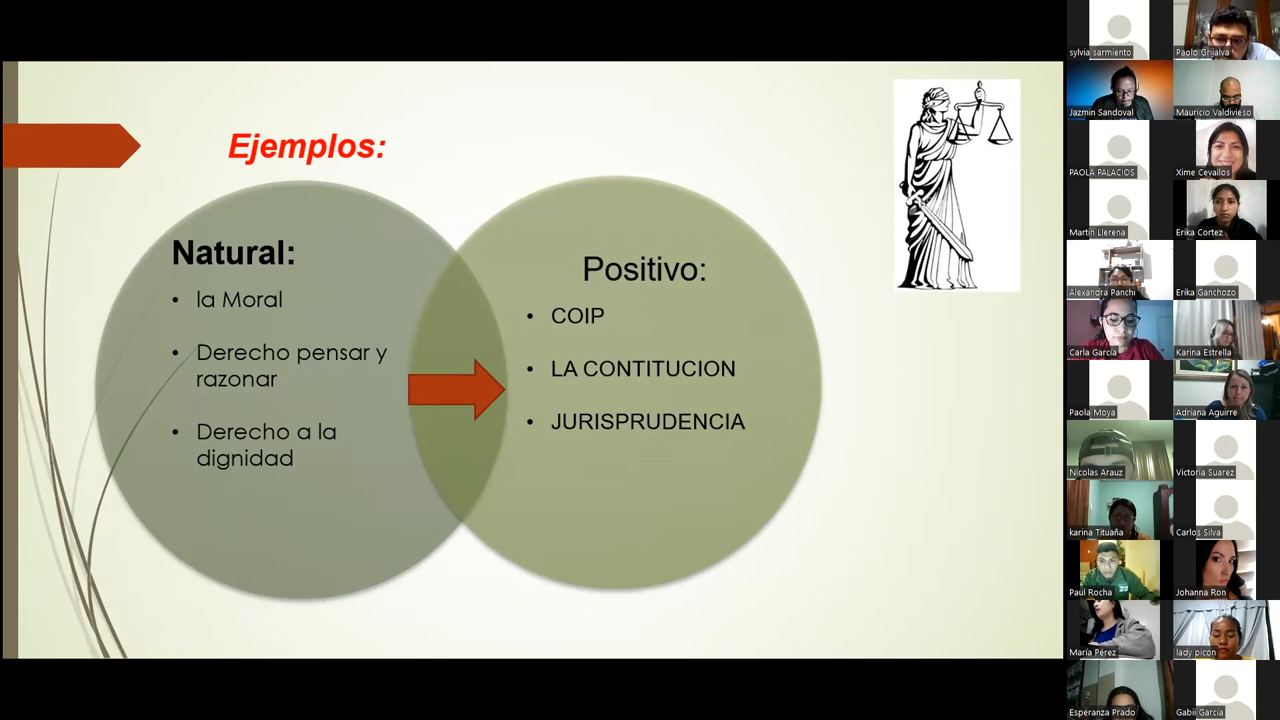 Ejemplos:
Natural:
• la Moral
• Derecho pensar y
razonar
• Derecho a la
dignidad
Positivo:
• COIP
• LA CONTITUCION
• JURISPRUDENCIA
sylvia sarmiento
Paolo Grijalva
Jazmin Sandoval
Mauricio Valdivieso
PAOLA PALACIOS
Xime Cevallos
Martin Llerena
Erika Cortez
Alexandra Panchi
Erika Ganchozo
Carla García
Karina Estrella
Paola Moya
Adriana Aguirre
Nicolas Arauz
Victoria Suarez
karina Tituaña
Carlos Silva
Paúl Rocha
Johanna Ron
María Pérez
lady picon
Esperanza Prado
Gabii García